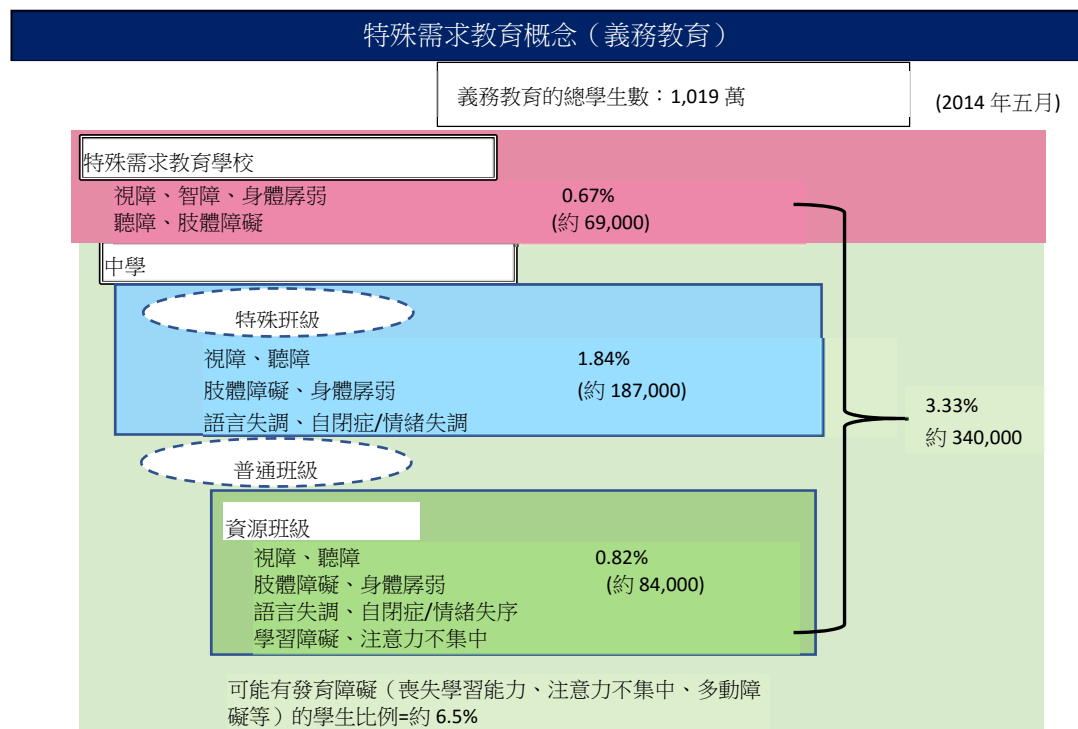 特殊需求教育概念（義務教育）
義務教育的總學生數：1,019 萬
(2014 年五月)
特殊需求教育學校
視障、智障、身體孱弱 0.67%
聽障、肢體障礙 (約 69,000)
中學
特殊班級
視障、聽障 1.84%
肢體障礙、身體孱弱 (約 187,000)
語言失調、自閉症/情緒失調
3.33%
約 340,000
普通班級
資源班級
視障、聽障 0.82%
肢體障礙、身體孱弱 (約 84,000)
語言失調、自閉症/情緒失序
學習障礙、注意力不集中
可能有發育障礙（喪失學習能力、注意力不集中、多動障
礙等）的學生比例=約 6.5%